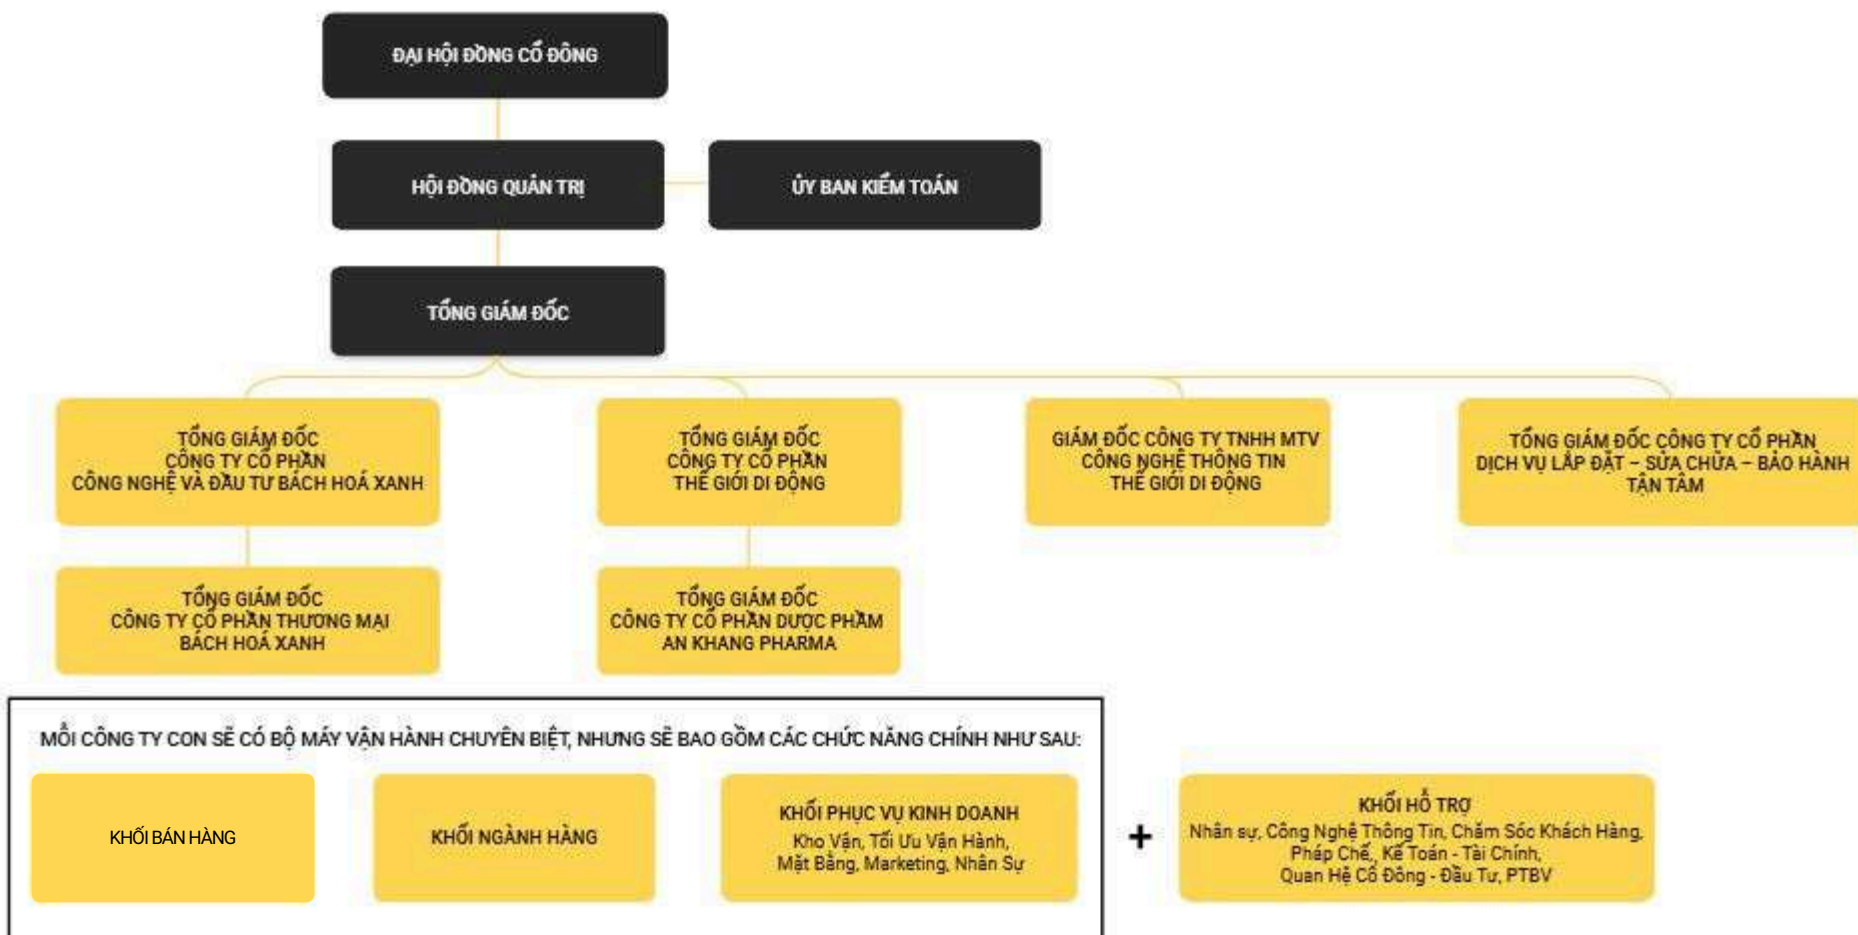 ĐẠI HỘI ĐỒNG CỔ ĐÔNG
HỘI ĐỒNG QUẢN TRỊ
ỦY BAN KIỂM TOÁN
TỔNG GIÁM ĐỐC
TỔNG GIÁM ĐỐC
CÔNG TY CỔ PHẦN
CÔNG NGHỆ VÀ ĐẦU TƯ BÁCH HOÁ XANH
TỔNG GIÁM ĐỐC
CÔNG TY CỔ PHẦN
THẾ GIỚI DI ĐỘNG
GIÁM ĐỐC CÔNG TY TNHH MTV
CÔNG NGHỆ THÔNG TIN
THẾ GIỚI DI ĐỘNG
TỔNG GIÁM ĐỐC CÔNG TY CỔ PHẦN
DỊCH VỤ LẮP ĐẶT – SỬA CHỮA – BẢO HÀNH
TẬN TÂM
TỔNG GIÁM ĐỐC
CÔNG TY CỔ PHẦN THƯƠNG MẠI
BÁCH HOÁ XANH
TỔNG GIÁM ĐỐC
CÔNG TY CỔ PHẦN DƯỢC PHẨM
AN KHANG PHARMA
MỖI CÔNG TY CON SẼ CÓ BỘ MÁY VẬN HÀNH CHUYÊN BIỆT, NHƯNG SẼ BAO GỒM CÁC CHỨC NĂNG CHÍNH NHƯ SAU:
KHỐI BÁN HÀNG
KHỐI NGÀNH HÀNG
KHỐI PHỤC VỤ KINH DOANH
Kho Vận, Tối Ưu Vận Hành,
Mặt Bằng, Marketing, Nhân Sự
+
KHỐI HỖ TRỢ
Nhân sự, Công Nghệ Thông Tin, Chăm Sóc Khách Hàng,
Pháp Chế, Kế Toán - Tài Chính,
Quan Hệ Cổ Đông - Đầu Tư, PTBV